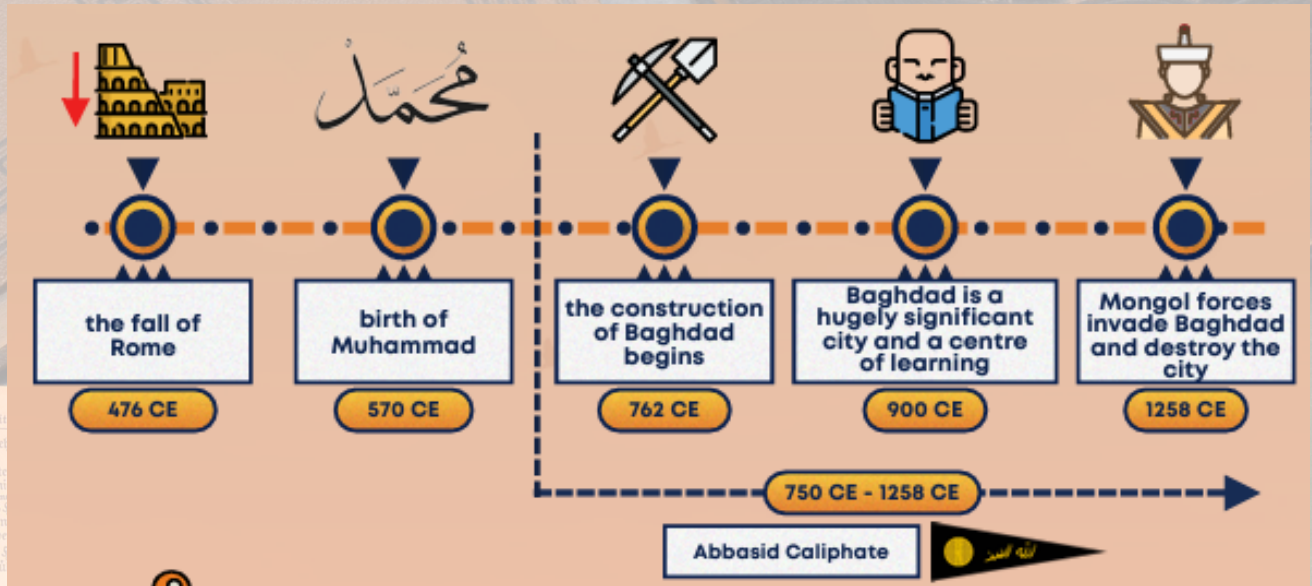 مُحَمَّدْ
the fall of
Rome
476 CE
birth of
Muhammad
570 CE
the construction
of Baghdad
begins
762 CE
Baghdad is a
hugely significant
city and a centre
of learning
900 CE
Mongol forces
invade Baghdad
and destroy the
city
1258 CE
750 CE - 1258 CE
Abbasid Caliphate
الله